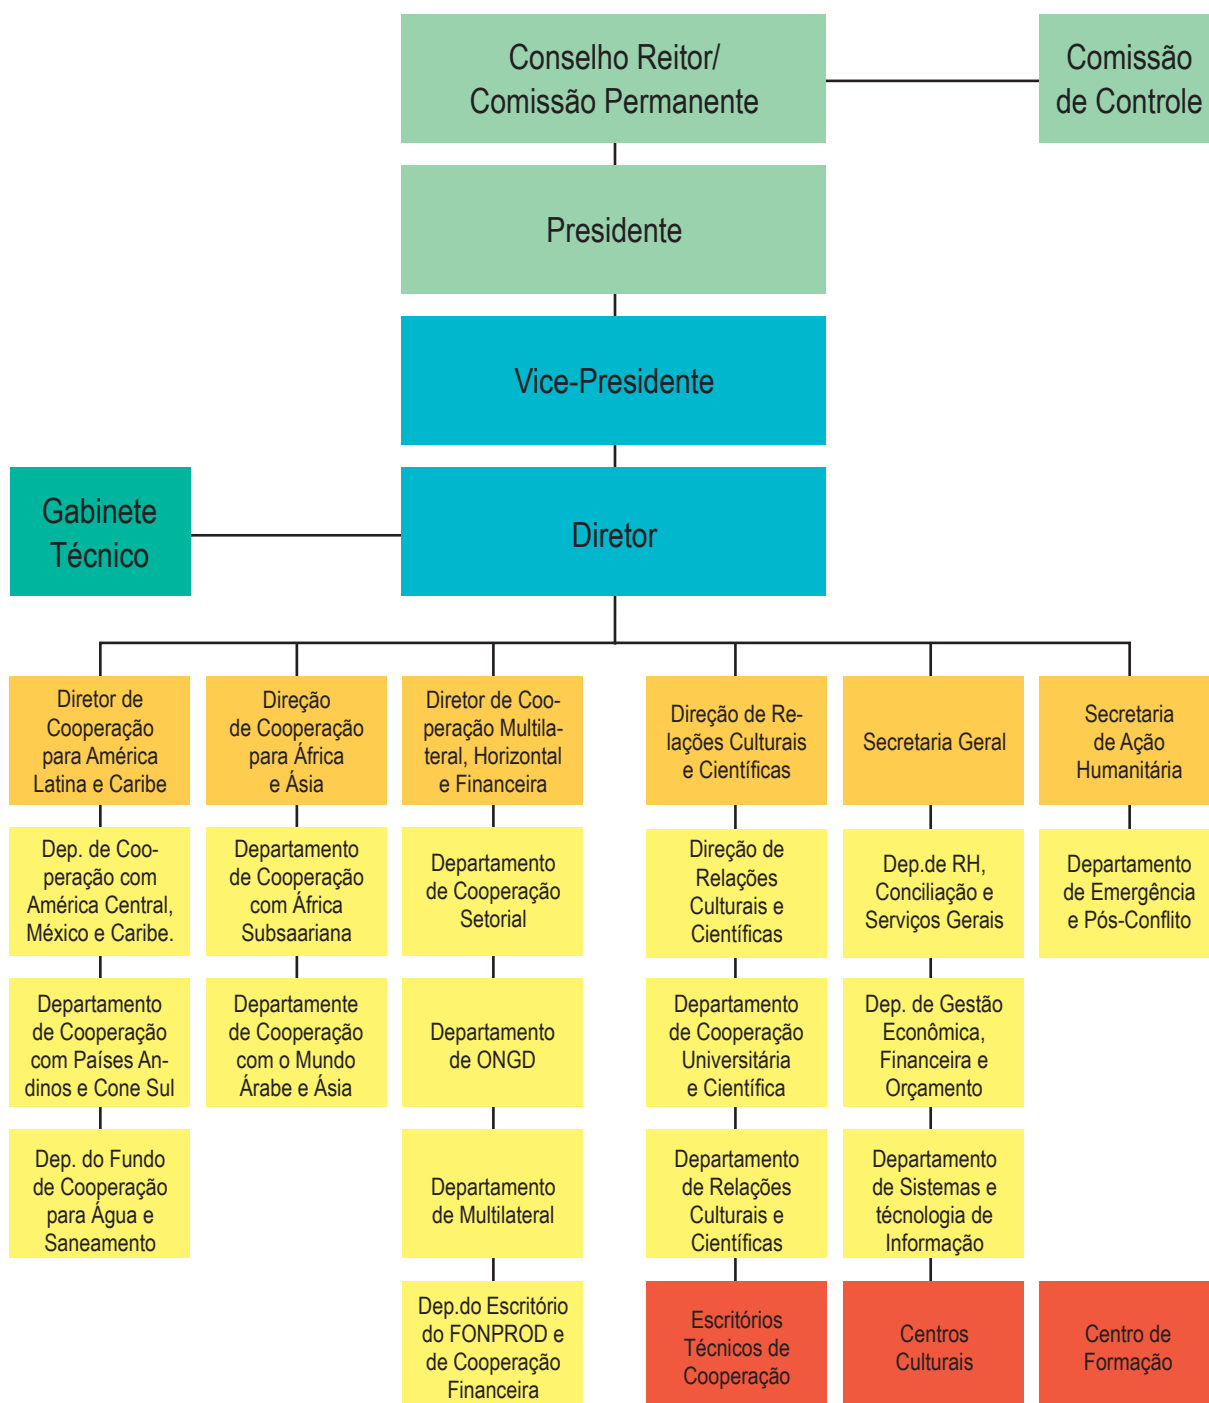 Conselho Reitor/
Comissão Permanente
Comissão
de Controle
Presidente
Vice-Presidente
Gabinete
Técnico
Diretor
Diretor de
Cooperação
para América
Latina e Caribe
Direção
de Cooperação
para África
e Ásia
Diretor de Coo-
peração Multila-
teral, Horizontal
e Financeira
Direção de Re-
lações Culturais
e Científicas
Secretaria Geral
Secretaria
de Ação
Humanitária
Dep. de Coo-
peração com
América Central,
México e Caribe.
Departamento
de Cooperação
com África
Subsaariana
Departamento
de Cooperação
Setorial
Direção de
Relações
Culturais e
Científicas
Dep.de RH,
Conciliação e
Serviços Gerais
Departamento
de Emergência
e Pós-Conflito
Departamento
de Cooperação
com Países An-
dinos e Cone Sul
Departamente
de Cooperação
com o Mundo
Árabe e Ásia
Departamento
de ONGD
Departamento
de Cooperação
Universitária
e Científica
Dep. de Gestão
Econômica,
Financeira e
Orçamento
Dep. do Fundo
de Cooperação
para Água e
Saneamento
Departamento
de Multilateral
Departamento
de Relações
Culturais e
Científicas
Departamento
de Sistemas e
técnologia de
Informação
Dep.do Escritório
do FONPROD e
de Cooperação
Financeira
Escritórios
Técnicos de
Cooperação
Centros
Culturais
Centro de
Formação